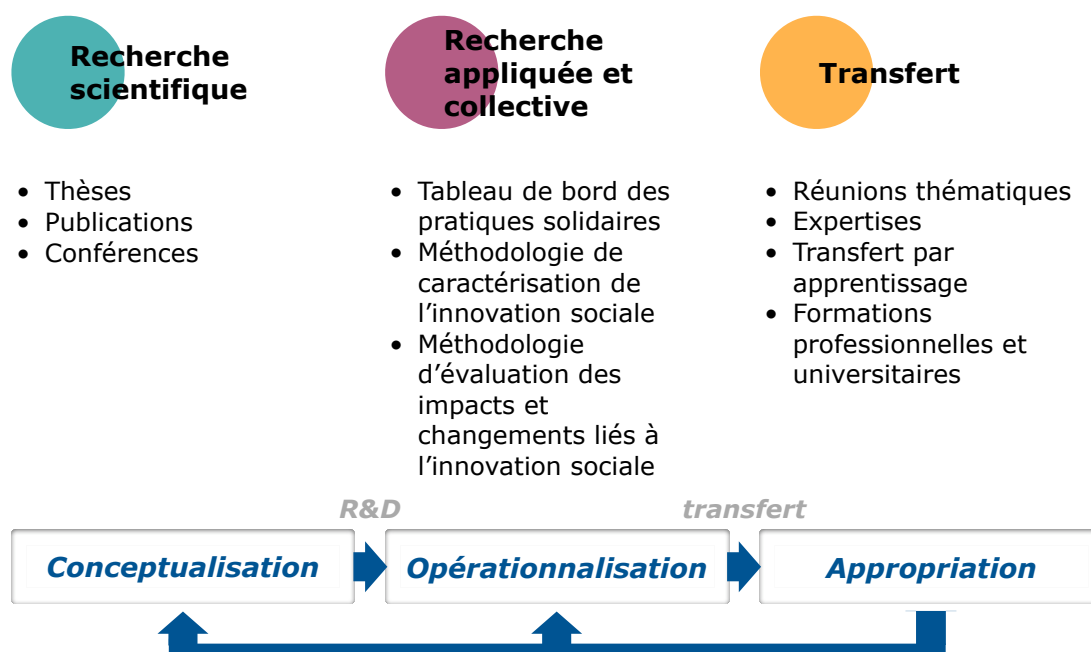 Recherche
scientifique
• Thèses
• Publications
• Conférences
Recherche
appliquée et
collective
• Tableau de bord des
pratiques solidaires
• Méthodologie de
caractérisation de
l’innovation sociale
• Méthodologie
d’évaluation des
impacts et
changements liés à
l’innovation sociale
Transfert
• Réunions thématiques
• Expertises
• Transfert par
apprentissage
• Formations
professionnelles et
universitaires
R&D
transfert
Conceptualisation
Opérationnalisation
Appropriation